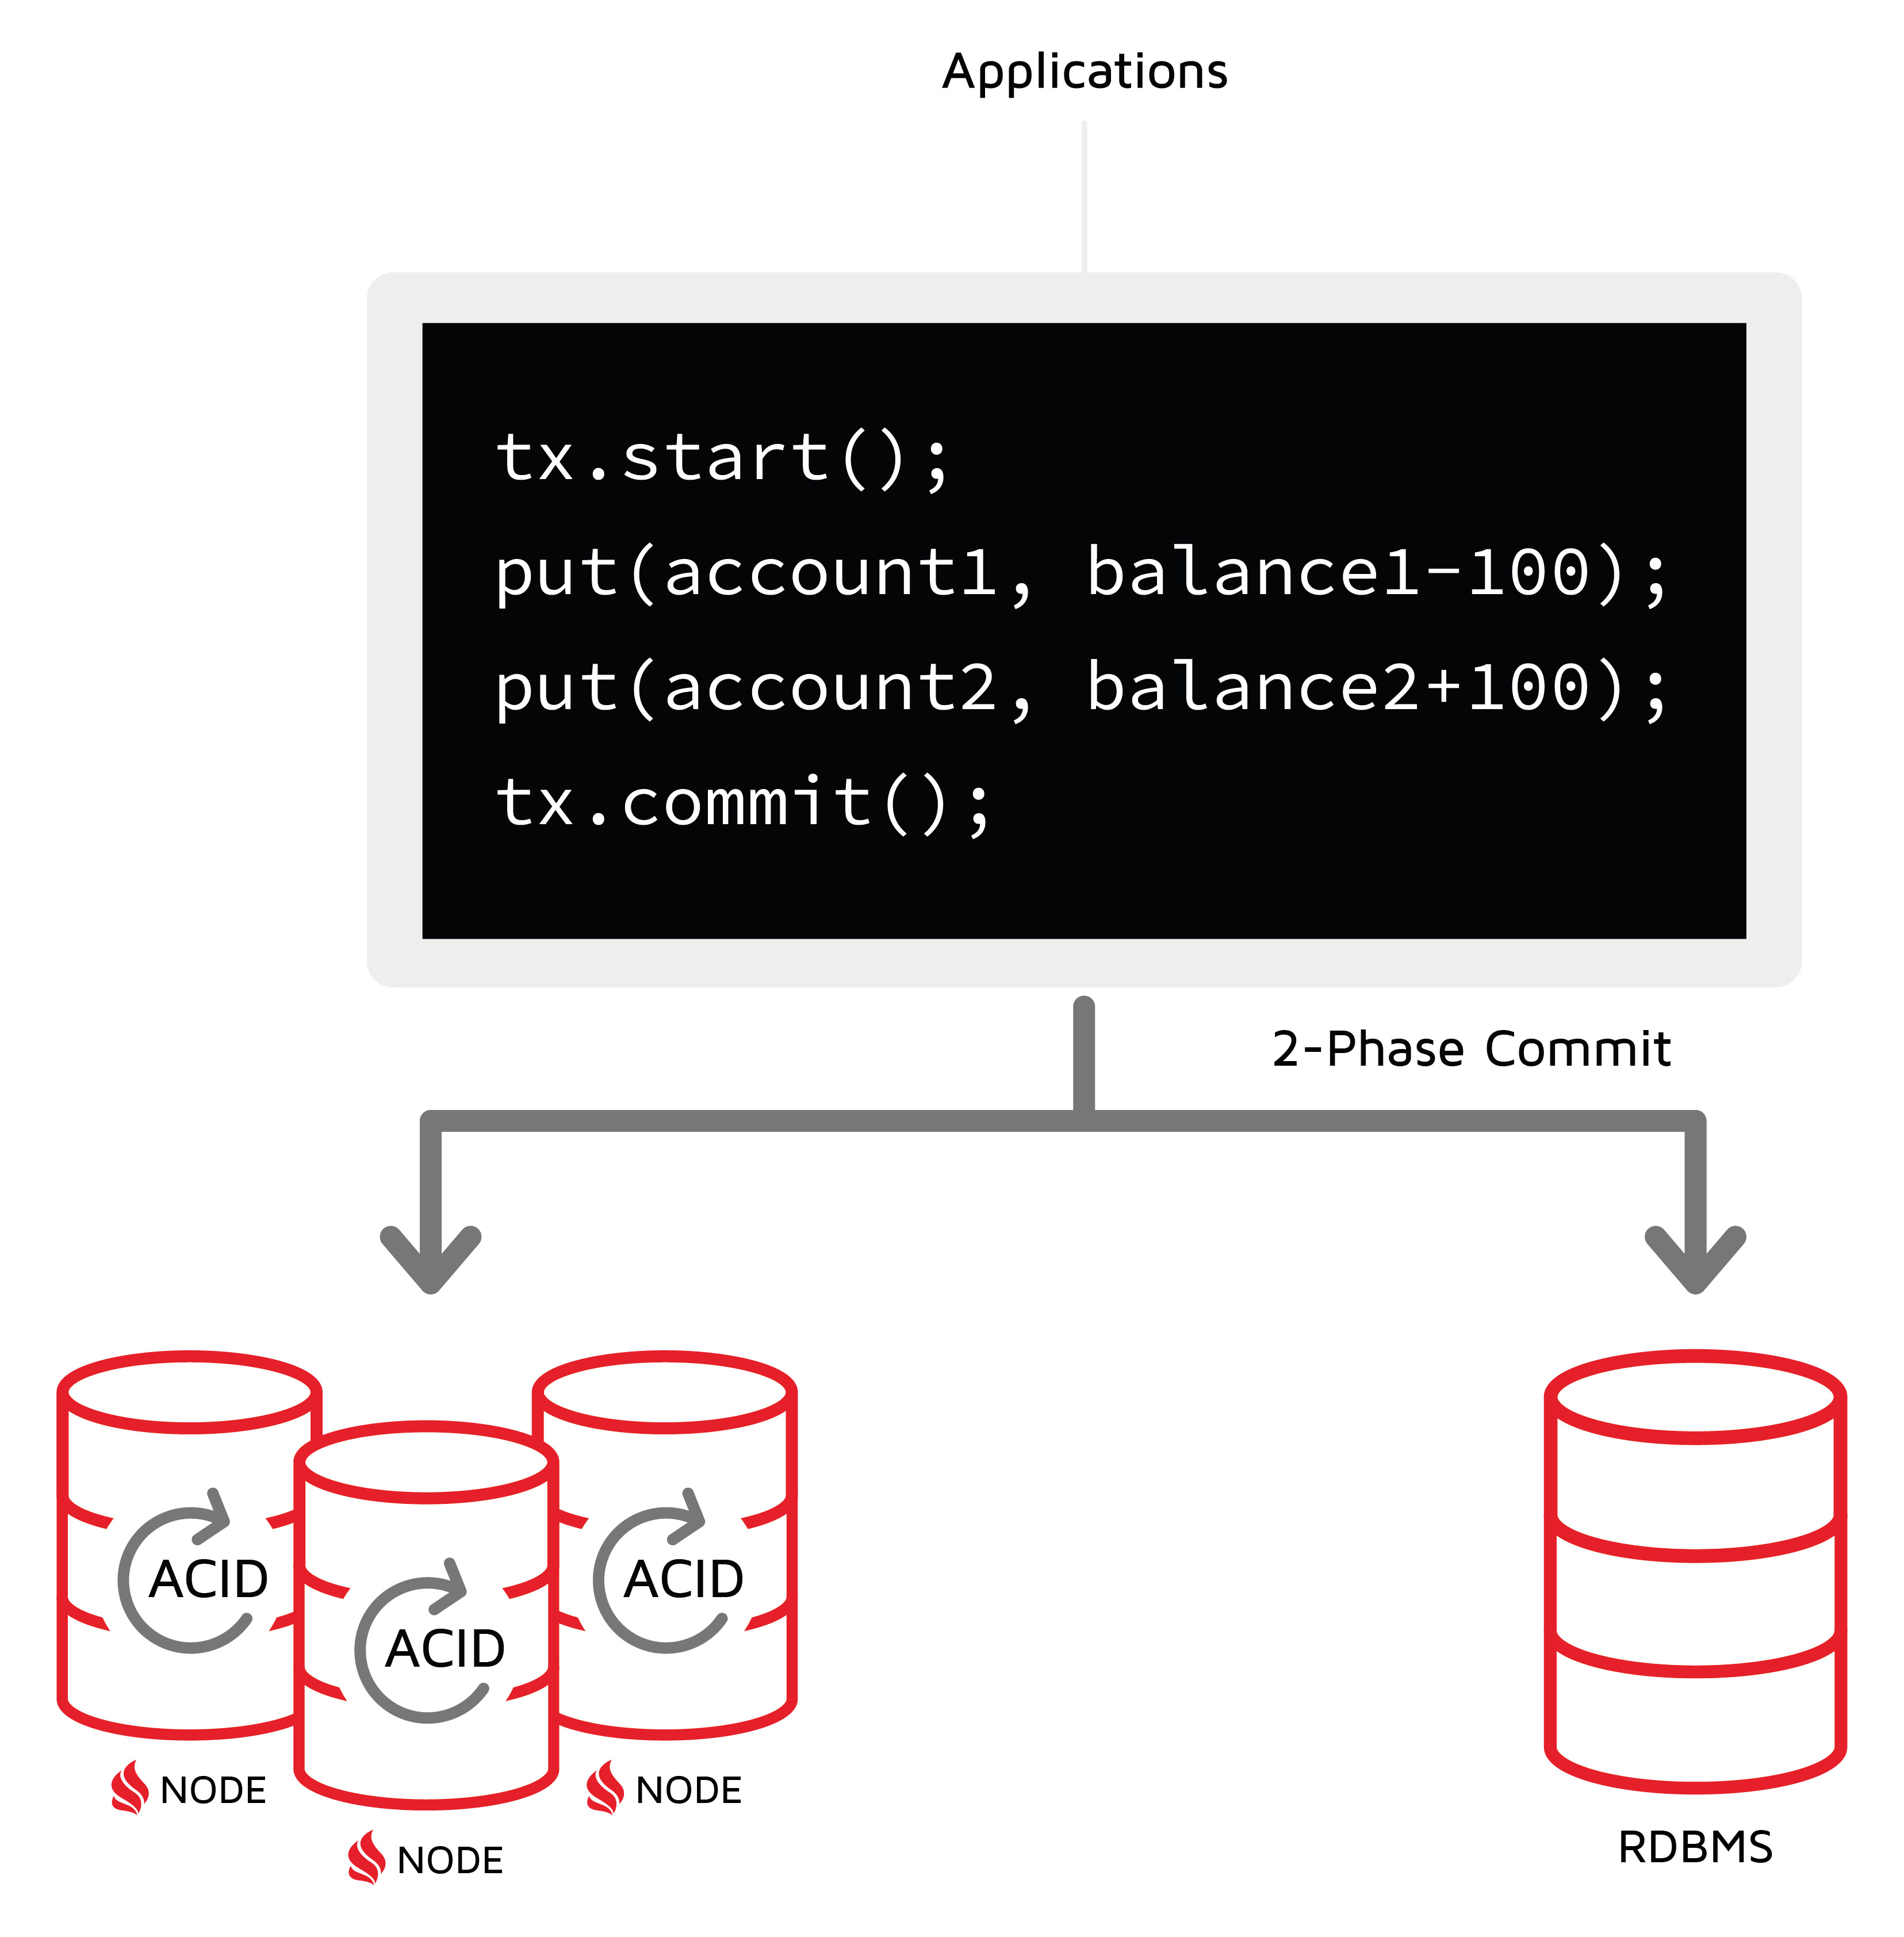 Applications
tx.start();
put(account1, balance1-100);
put(account2, balance2+100);
tx.commit();
2-Phase Commit
ACID
ACID
ACID
NODE
NODE
NODE
RDBMS